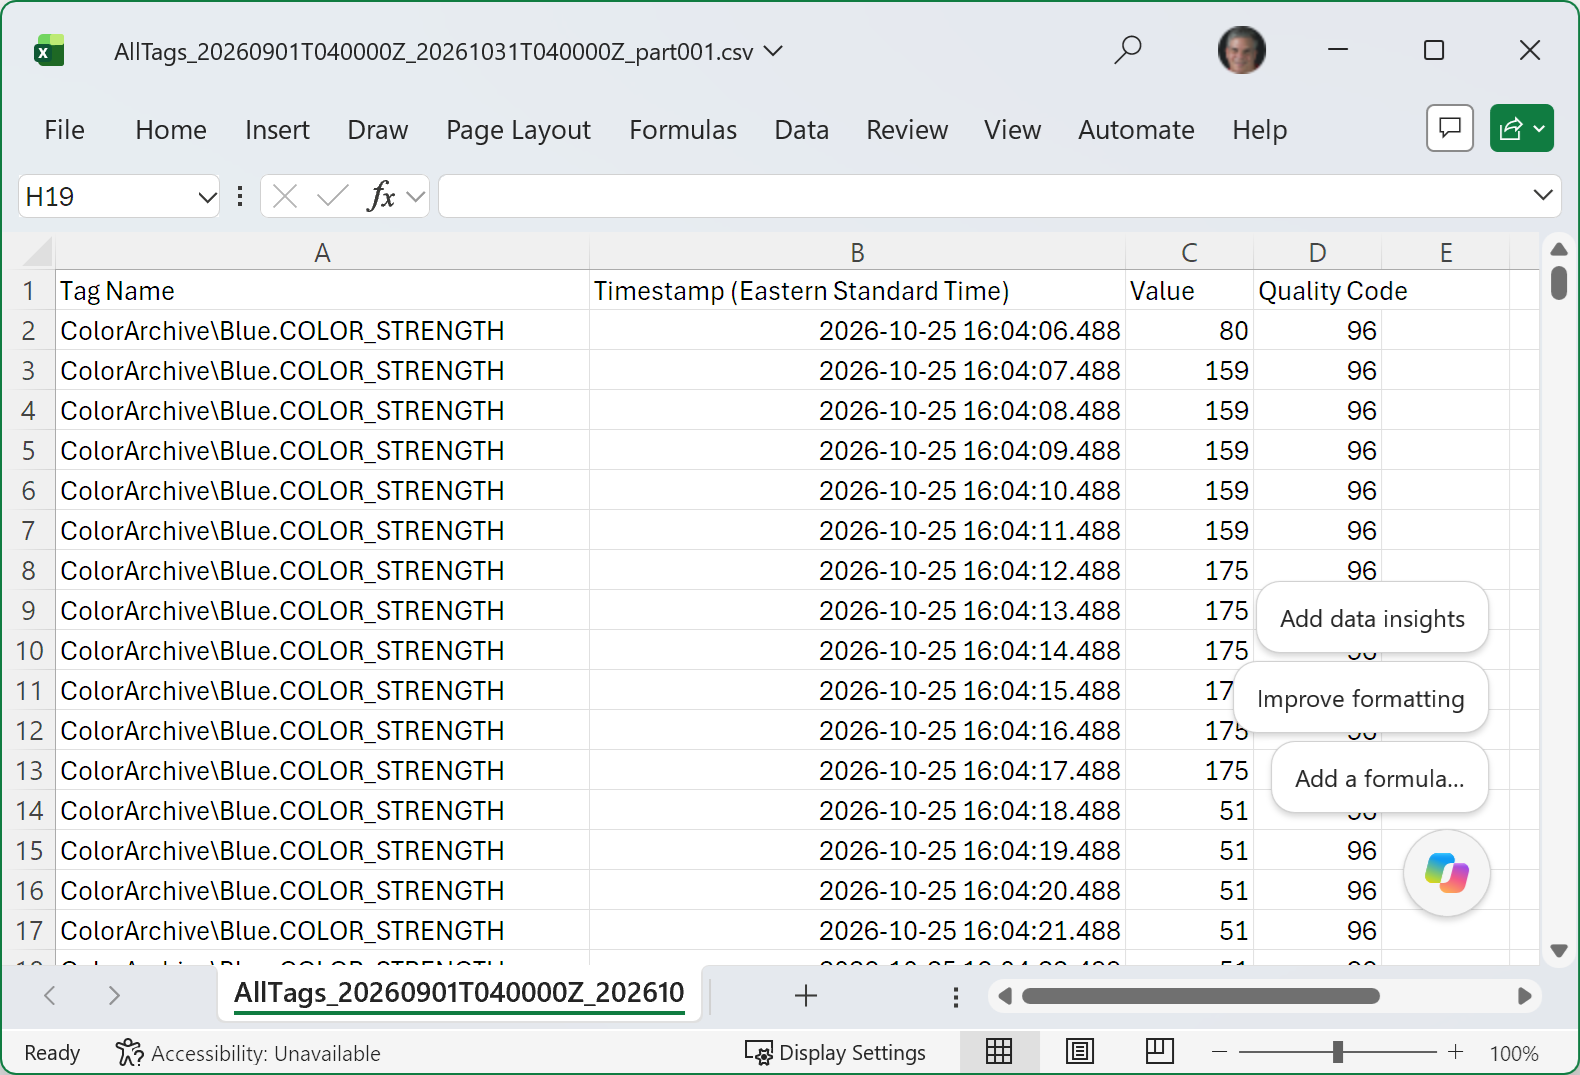 AllTags_20260901T040000Z_20261031T040000Z_part001.csv
File Home Insert Draw Page Layout Formulas Data Review View Automate Help
H19 fx
A B C D E
1 Tag Name Timestamp (Eastern Standard Time) Value Quality Code
2 ColorArchive\Blue.COLOR_STRENGTH 2026-10-25 16:04:06.488 80 96
3 ColorArchive\Blue.COLOR_STRENGTH 2026-10-25 16:04:07.488 159 96
4 ColorArchive\Blue.COLOR_STRENGTH 2026-10-25 16:04:08.488 159 96
5 ColorArchive\Blue.COLOR_STRENGTH 2026-10-25 16:04:09.488 159 96
6 ColorArchive\Blue.COLOR_STRENGTH 2026-10-25 16:04:10.488 159 96
7 ColorArchive\Blue.COLOR_STRENGTH 2026-10-25 16:04:11.488 159 96
8 ColorArchive\Blue.COLOR_STRENGTH 2026-10-25 16:04:12.488 175 96
9 ColorArchive\Blue.COLOR_STRENGTH 2026-10-25 16:04:13.488 175
Add data insights
10 ColorArchive\Blue.COLOR_STRENGTH 2026-10-25 16:04:14.488 175
11 ColorArchive\Blue.COLOR_STRENGTH 2026-10-25 16:04:15.488
Improve formatting
12 ColorArchive\Blue.COLOR_STRENGTH 2026-10-25 16:04:16.488 175
13 ColorArchive\Blue.COLOR_STRENGTH 2026-10-25 16:04:17.488 175
Add a formula...
14 ColorArchive\Blue.COLOR_STRENGTH 2026-10-25 16:04:18.488 51
15 ColorArchive\Blue.COLOR_STRENGTH 2026-10-25 16:04:19.488 51 96
16 ColorArchive\Blue.COLOR_STRENGTH 2026-10-25 16:04:20.488 51 96
17 ColorArchive\Blue.COLOR_STRENGTH 2026-10-25 16:04:21.488 51 96
AllTags_20260901T040000Z_202610
Ready Accessibility: Unavailable Display Settings 100%